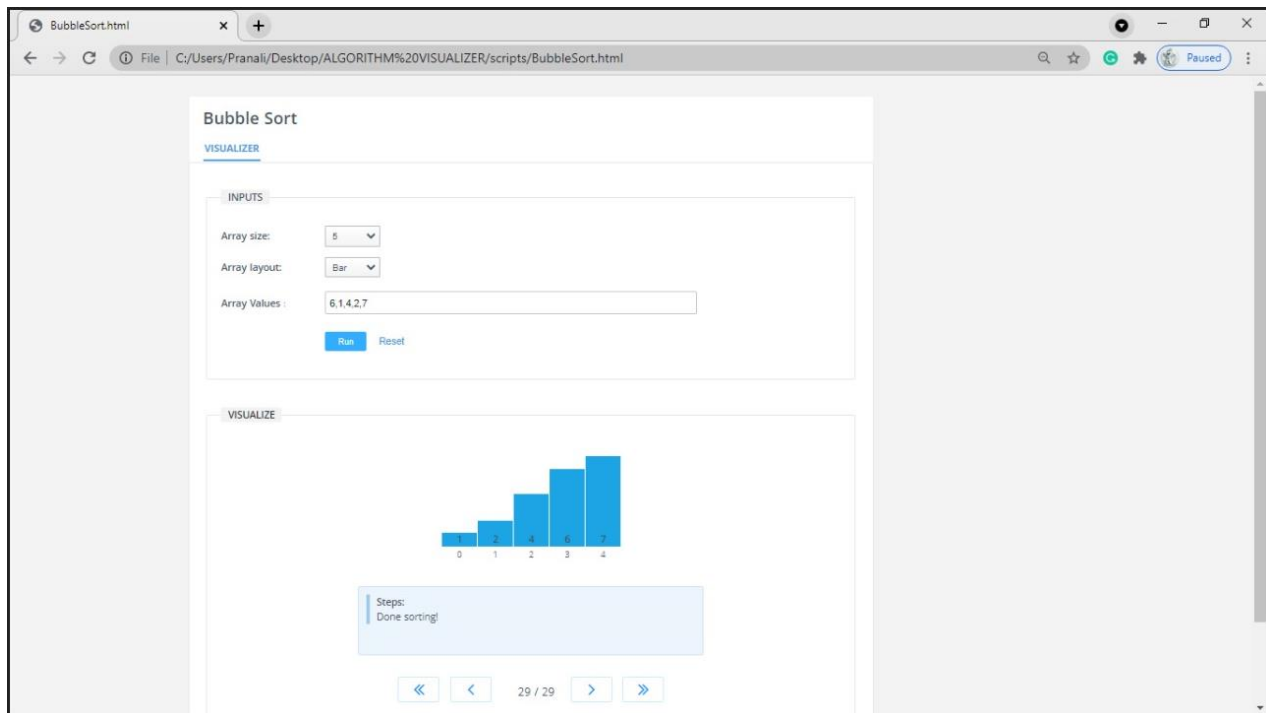 BubbleSort.html
File | C:/Users/Pranali/Desktop/ALGORITHM%20VISUALIZER/scripts/BubbleSort.html
Paused
Bubble Sort
VISUALIZER
INPUTS
Array size: 5
Array layout: Bar
Array Values : 6,1,4,2,7
Run Reset
VISUALIZE
1 2 4 6 7
0 1 2 3 4
Steps:
Done sorting!
29 / 29